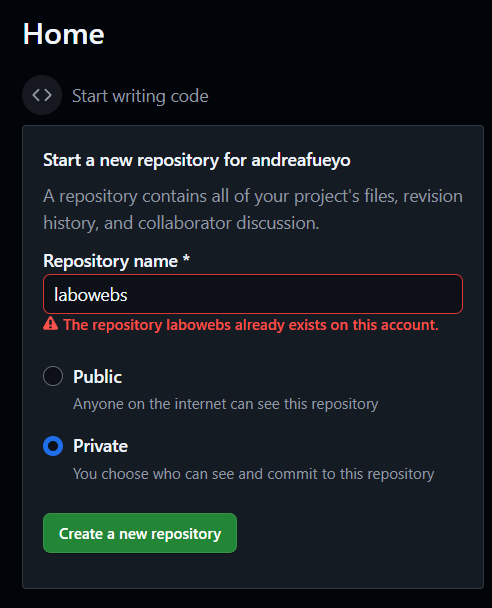 Home
Start writing code
Start a new repository for andreafueyo
A repository contains all of your project's files, revision
history, and collaborator discussion.
Repository name *
labowebs
The repository labowebs already exists on this account.
Public
Anyone on the internet can see this repository
Private
You choose who can see and commit to this repository
Create a new repository